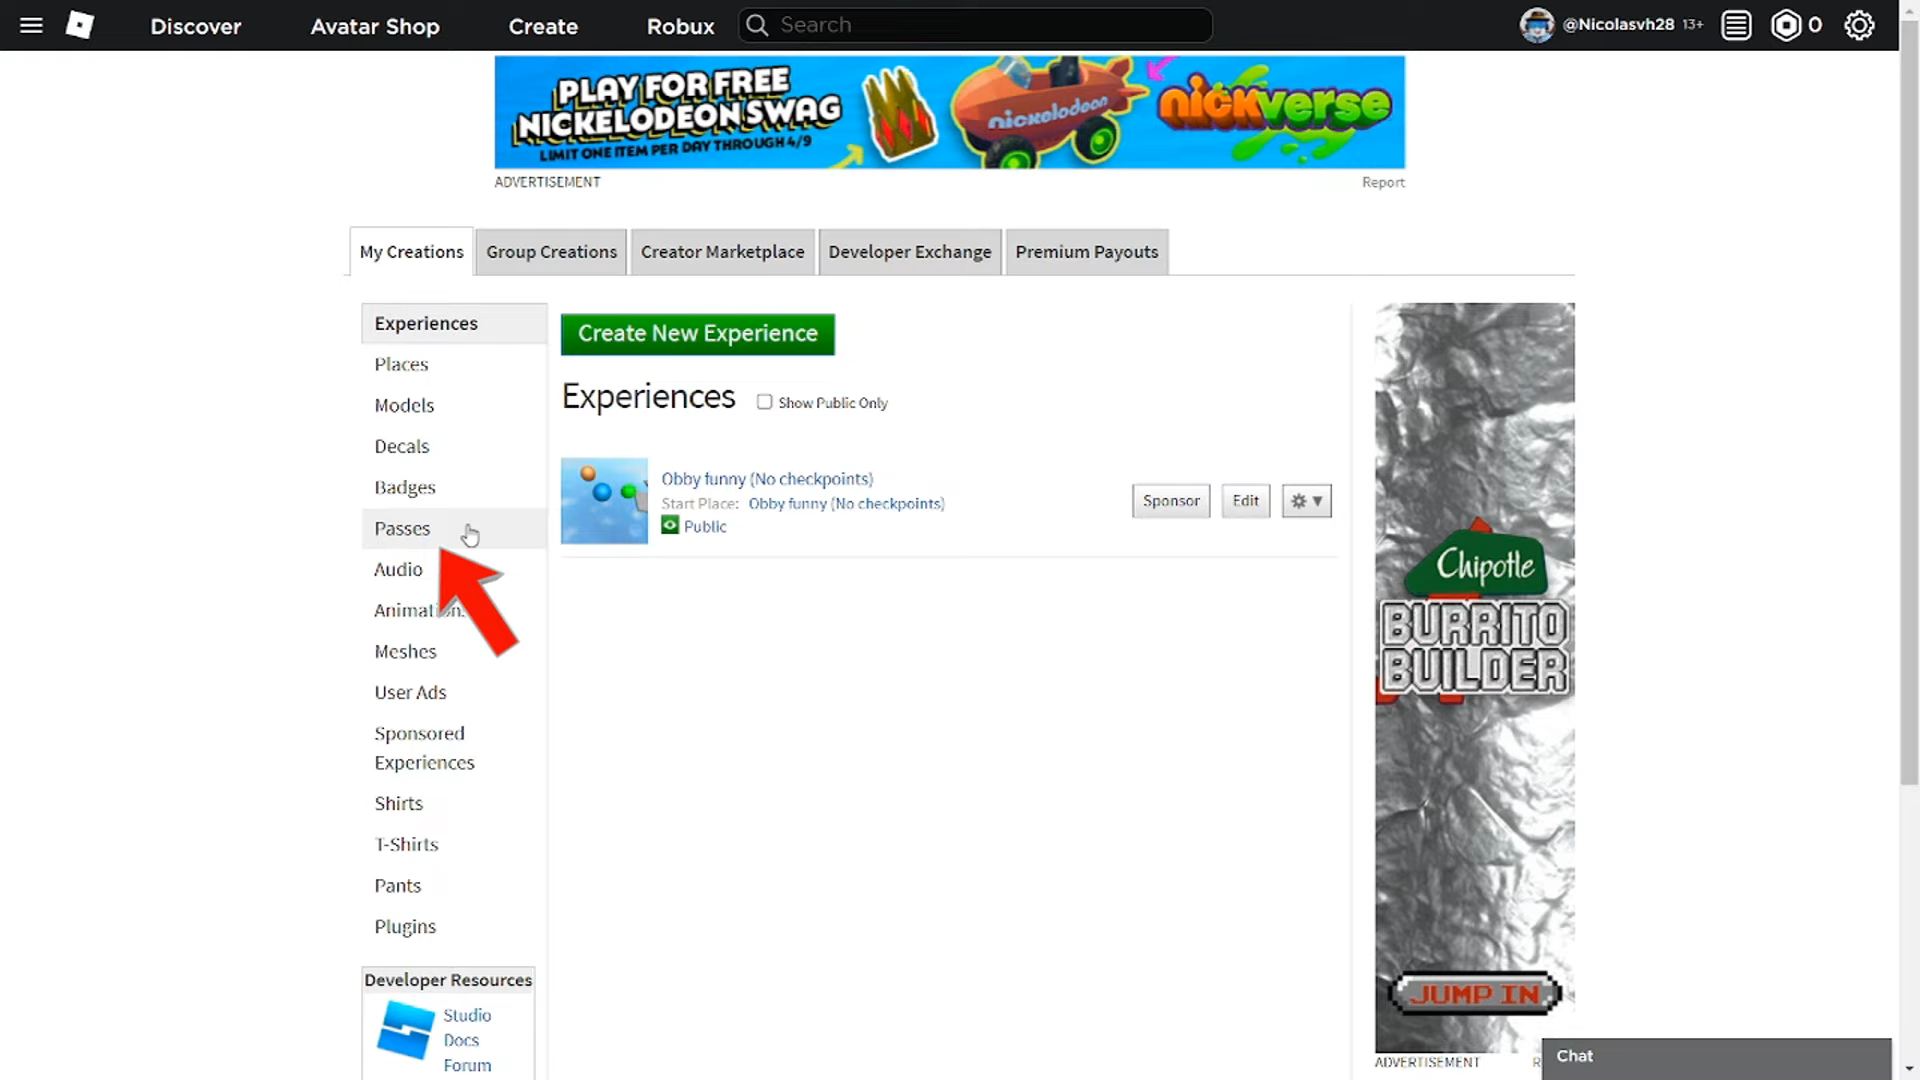 Discover
Avatar Shop
Create
Robux
Search
@Nicolasvh28 13+
0
PLAY FOR FREE
NICKELODEON SWAG
LIMIT ONE ITEM PER DAY THROUGH 4/9
nickelodeon
nickverse
ADVERTISEMENT
Report
My Creations
Group Creations
Creator Marketplace
Developer Exchange
Premium Payouts
Experiences
Places
Models
Decals
Badges
Passes
Audio
Meshes
User Ads
Sponsored
Experiences
Shirts
T-Shirts
Pants
Plugins
Developer Resources
Studio
Docs
Forum
Create New Experience
Experiences
Show Public Only
Obby funny (No checkpoints)
Start Place: Obby funny (No checkpoints)
Public
Sponsor
Edit
Chipotle
BURRITO
BUILDER
JUMP IN
ADVERTISEMENT
Chat